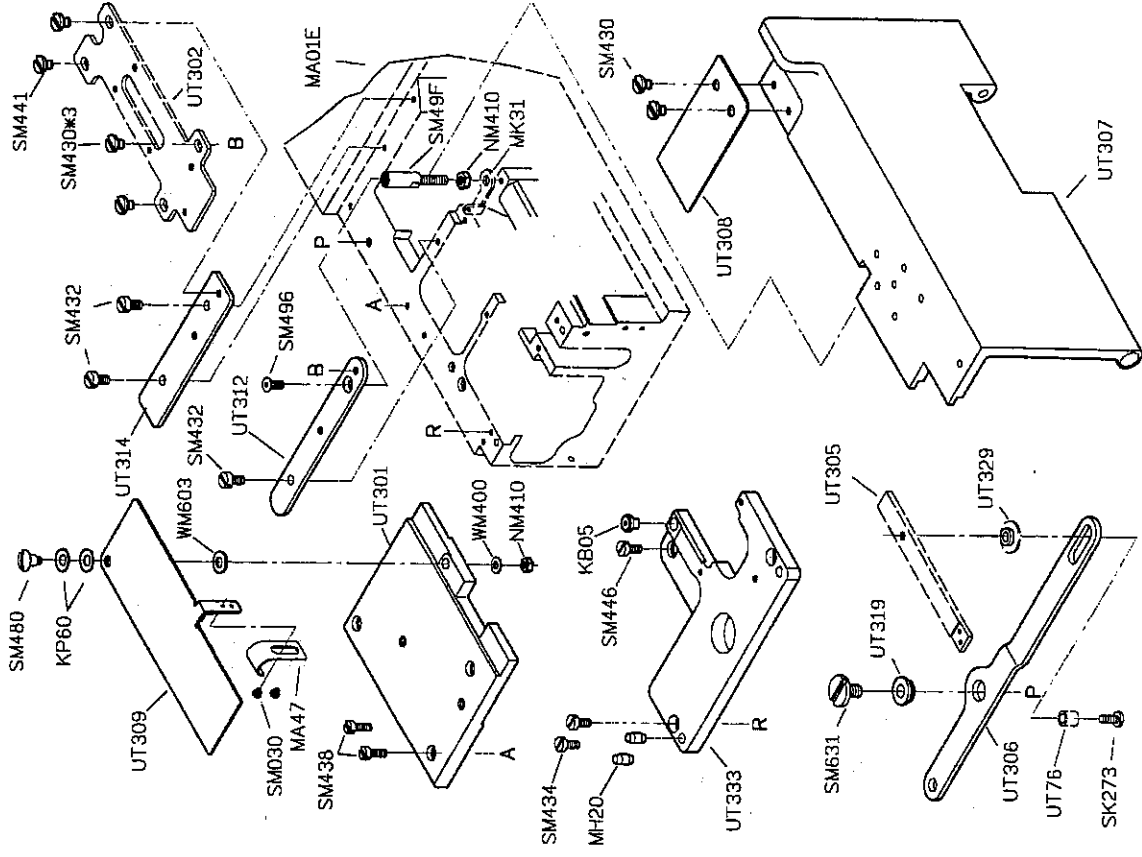 SM441
SM430*3
UT302
B
MA01E
SM49F
NM410
MK31
SM430
UT308
UT307
SM432
UT314
P
A
SM496
B
UT312
SM432
R
SM480
KP60
WM603
UT309
SM030
MA47
UT301
WM400
NM410
SM438
A
KB05
SM446
SM434
MH20
UT333
R
UT305
UT329
UT319
SM631
P
UT306
UT76
SK273